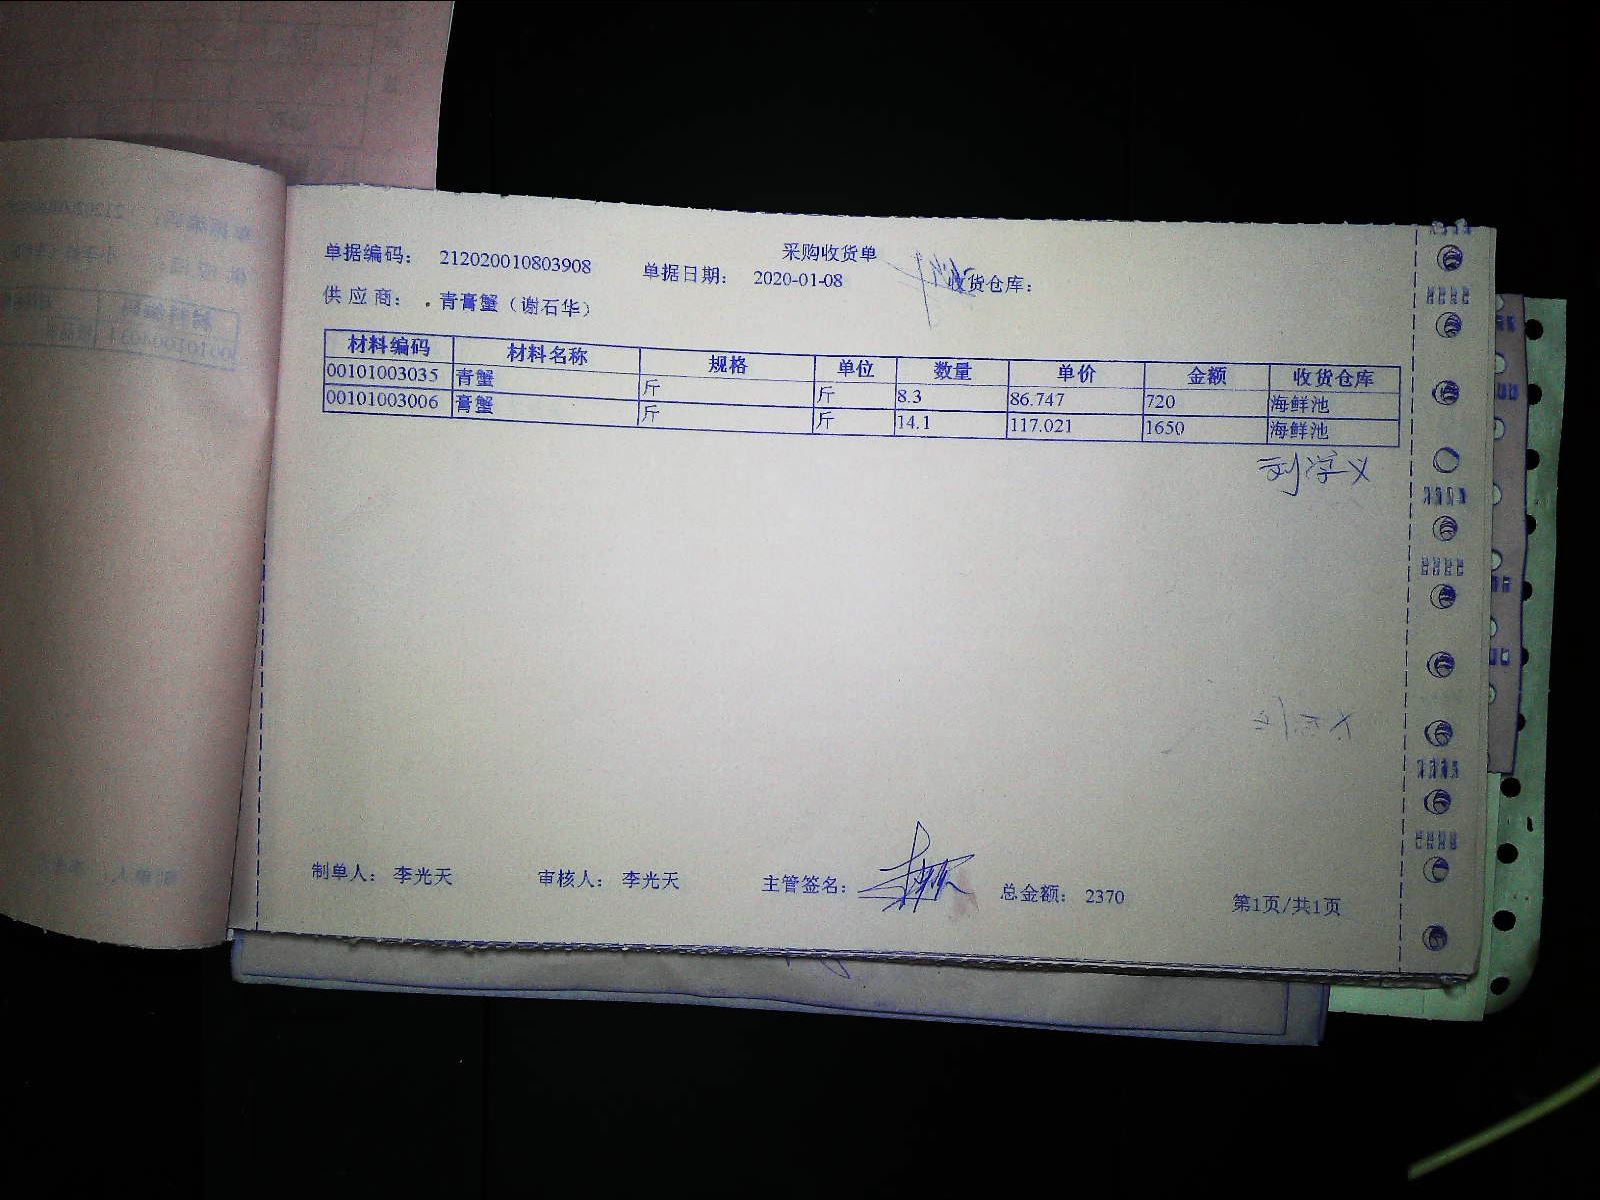 采购收货单
单据编码: 212020010803908 单据日期: 2020-01-08 收货仓库:
供应商: .青膏蟹（谢石华）
材料编码 材料名称 规格 单位 数量 单价 金额 收货仓库
00101003035 青蟹 斤 斤 8.3 86.747 720 海鲜池
00101003006 膏蟹 斤 斤 14.1 117.021 1650 海鲜池
刘学义
制单人: 李光天 审核人: 李光天 主管签名: 总金额: 2370 第1页/共1页